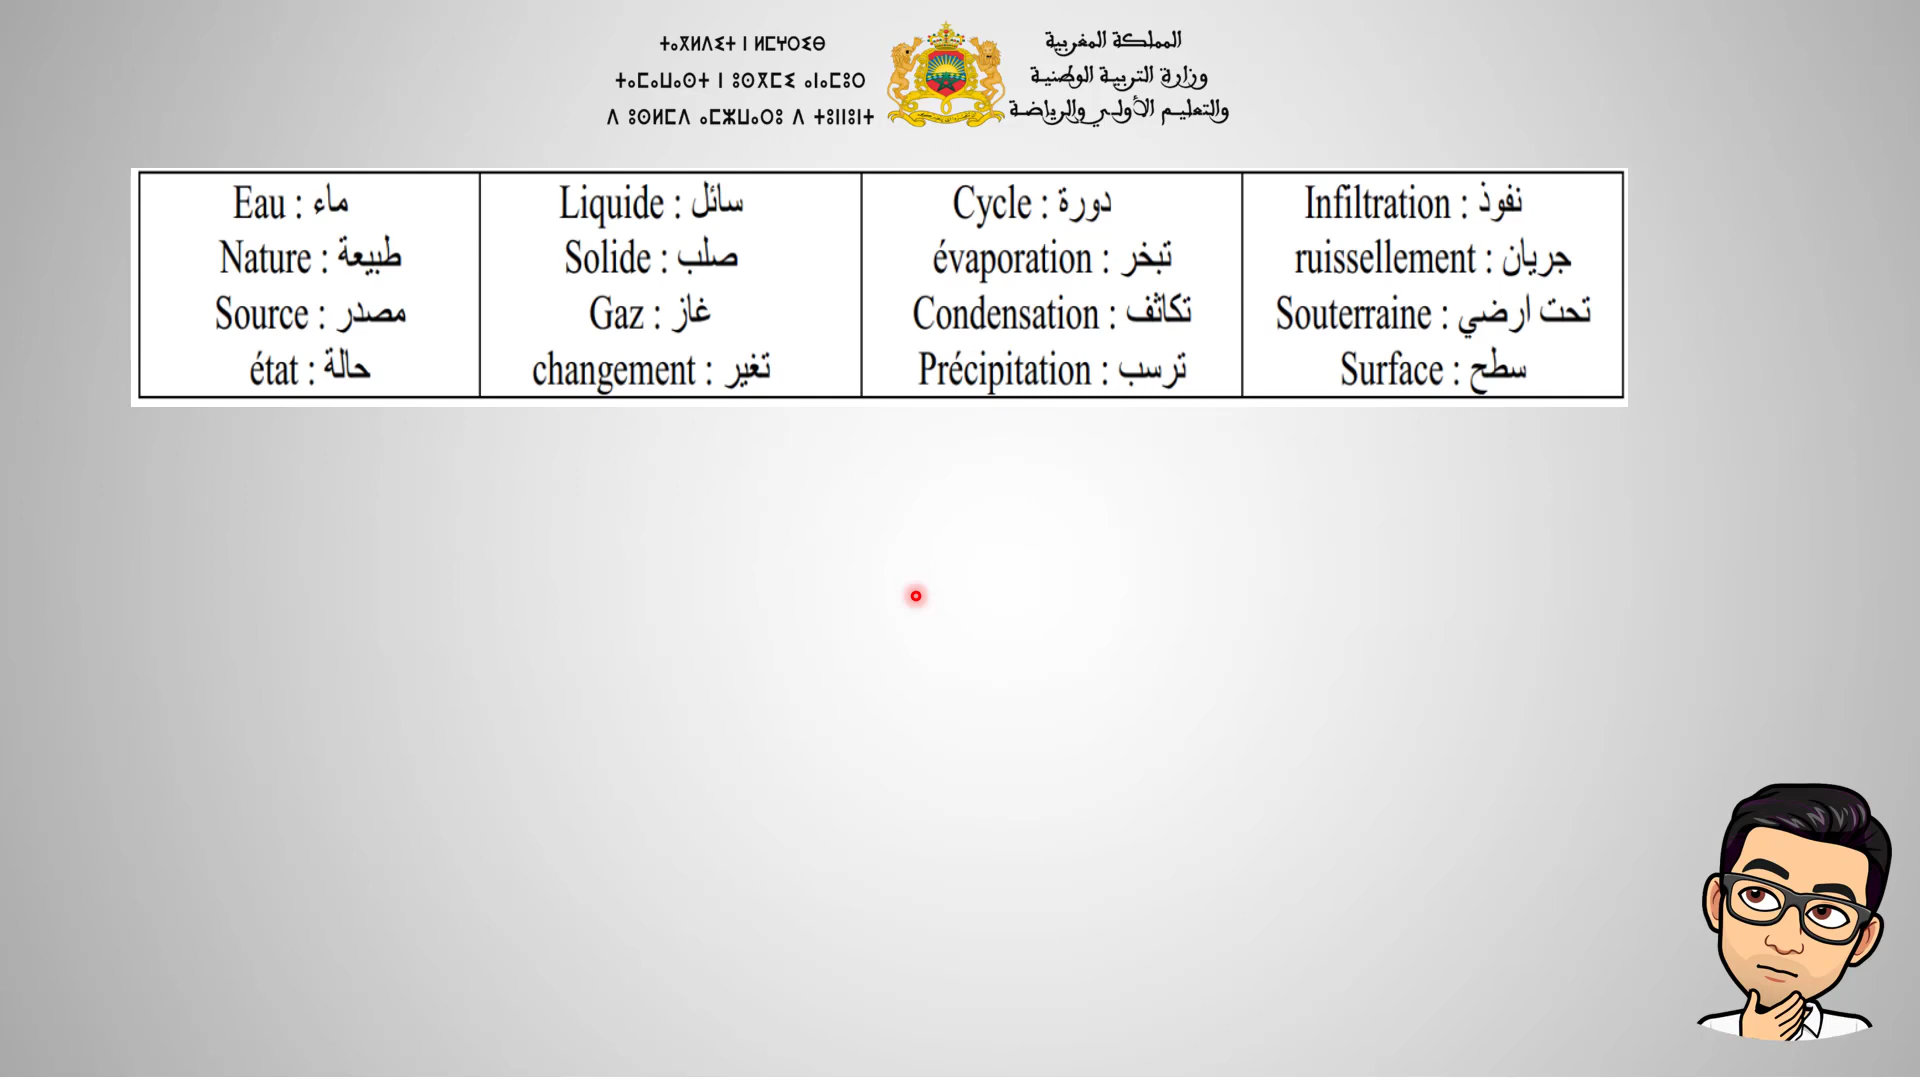 ⵜⴰⴳⵍⴷⵉⵜ ⵏ ⵍⵎⵖⵔⵉⴱ
ⵜⴰⵎⴰⵡⴰⵙⵜ ⵏ ⵓⵙⴳⵎⵉ ⴰⵏⴰⵎⵓⵔ
ⴷ ⵓⵙⵍⵎⴷ ⴰⵎⵣⵡⴰⵔⵓ ⴷ ⵜⵓⵏⵏⵓⵏⵜ
المملكة المغربية
وزارة التربية الوطنية
والتعليم الأولي والرياضة
Eau : ماء
Nature : طبيعة
Source : مصدر
état : حالة
Liquide : سائل
Solide : صلب
Gaz : غاز
changement : تغير
Cycle : دورة
évaporation : تبخر
Condensation : تكاثف
Précipitation : ترسب
Infiltration : نفوذ
ruissellement : جريان
Souterraine : تحت ارضي
Surface : سطح